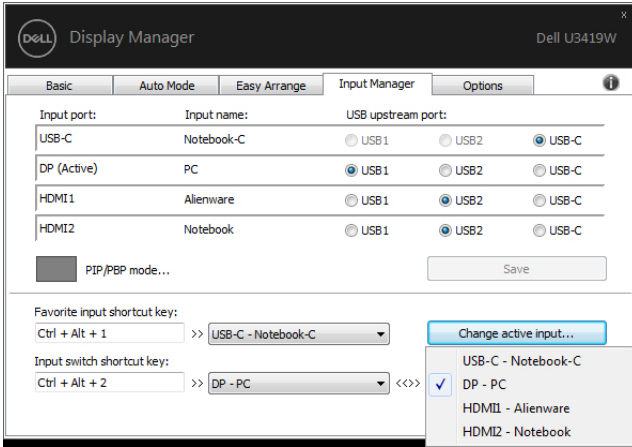 x
DELL Display Manager Dell U3419W
Basic Auto Mode Easy Arrange Input Manager Options i
Input port: Input name: USB upstream port:
USB-C Notebook-C USB1 USB2 USB-C
DP (Active) PC USB1 USB2 USB-C
HDMI1 Alienware USB1 USB2 USB-C
HDMI2 Notebook USB1 USB2 USB-C
PIP/PBP mode... Save
Favorite input shortcut key:
Ctrl + Alt + 1 >> USB-C - Notebook-C Change active input...
Input switch shortcut key:
Ctrl + Alt + 2 >> DP - PC <<>>
USB-C - Notebook-C
DP - PC
HDMI1 - Alienware
HDMI2 - Notebook